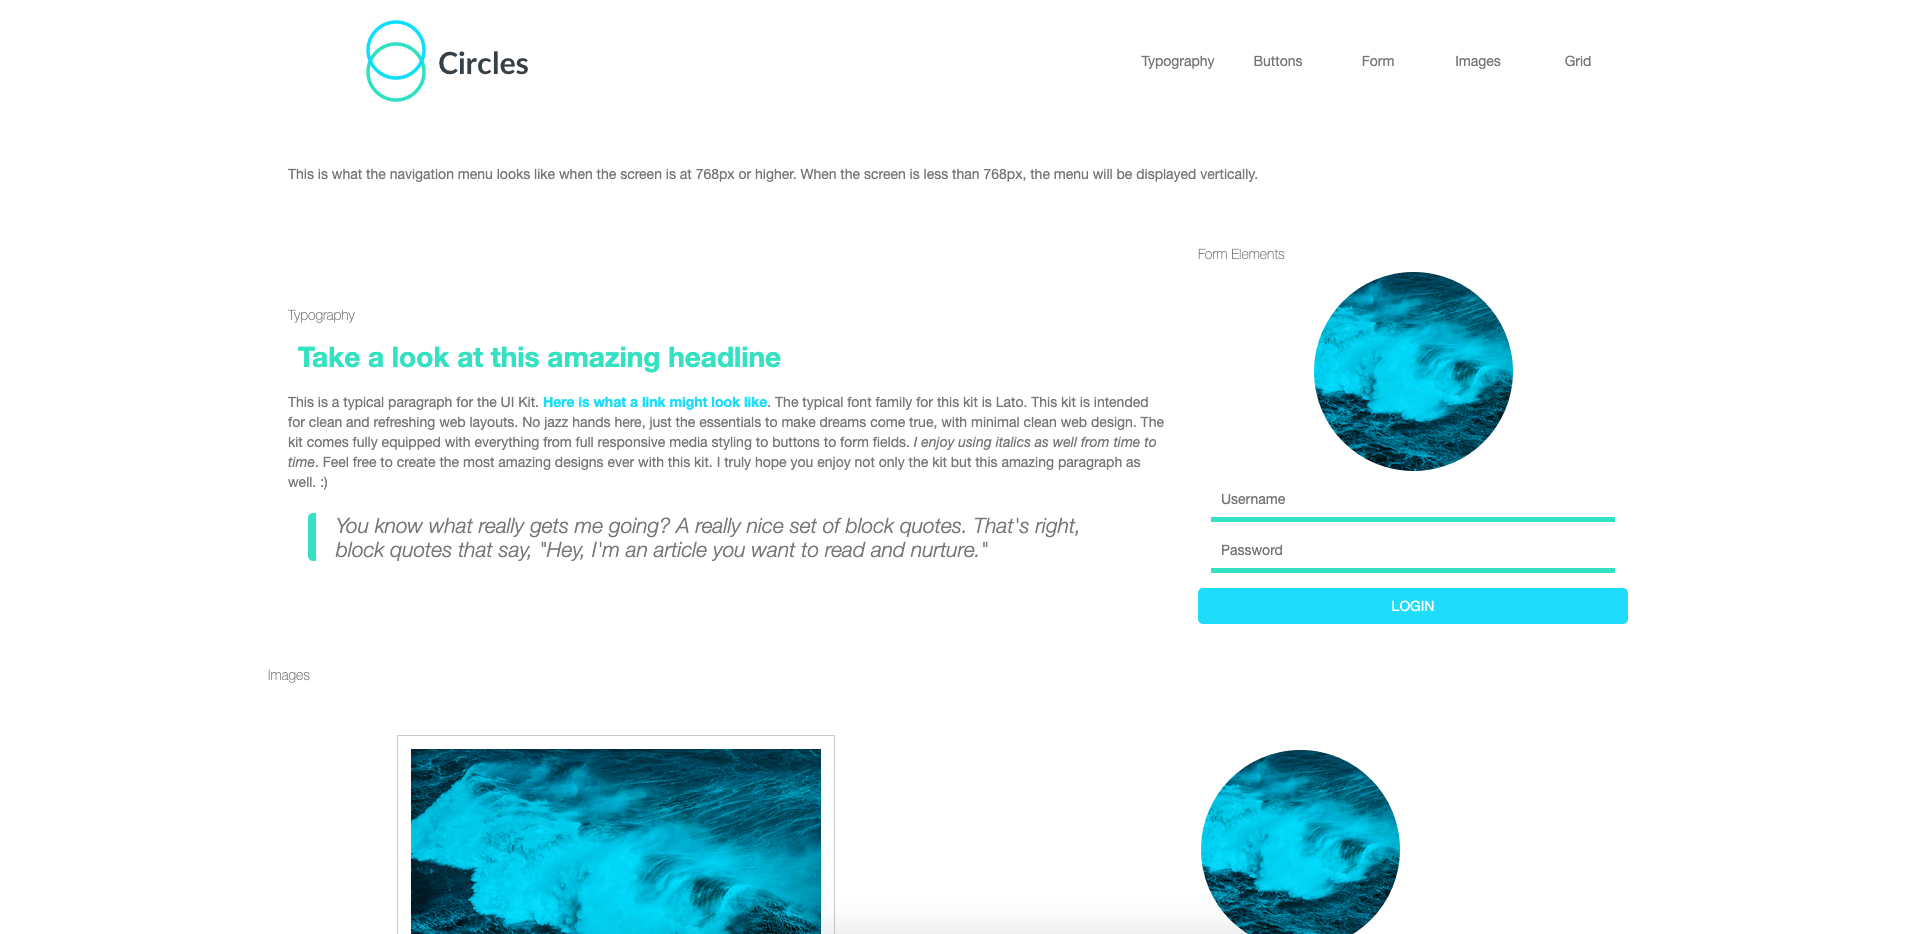 Circles
Typography
Buttons
Form
Images
Grid
This is what the navigation menu looks like when the screen is at 768px or higher. When the screen is less than 768px, the menu will be displayed vertically.
Typography
Take a look at this amazing headline
This is a typical paragraph for the UI Kit. Here is what a link might look like. The typical font family for this kit is Lato. This kit is intended
for clean and refreshing web layouts. No jazz hands here, just the essentials to make dreams come true, with minimal clean web design. The
kit comes fully equipped with everything from full responsive media styling to buttons to form fields. I enjoy using italics as well from time to
time. Feel free to create the most amazing designs ever with this kit. I truly hope you enjoy not only the kit but this amazing paragraph as
well. :)
You know what really gets me going? A really nice set of block quotes. That's right,
block quotes that say, "Hey, I'm an article you want to read and nurture."
Form Elements
Username
Password
LOGIN
Images